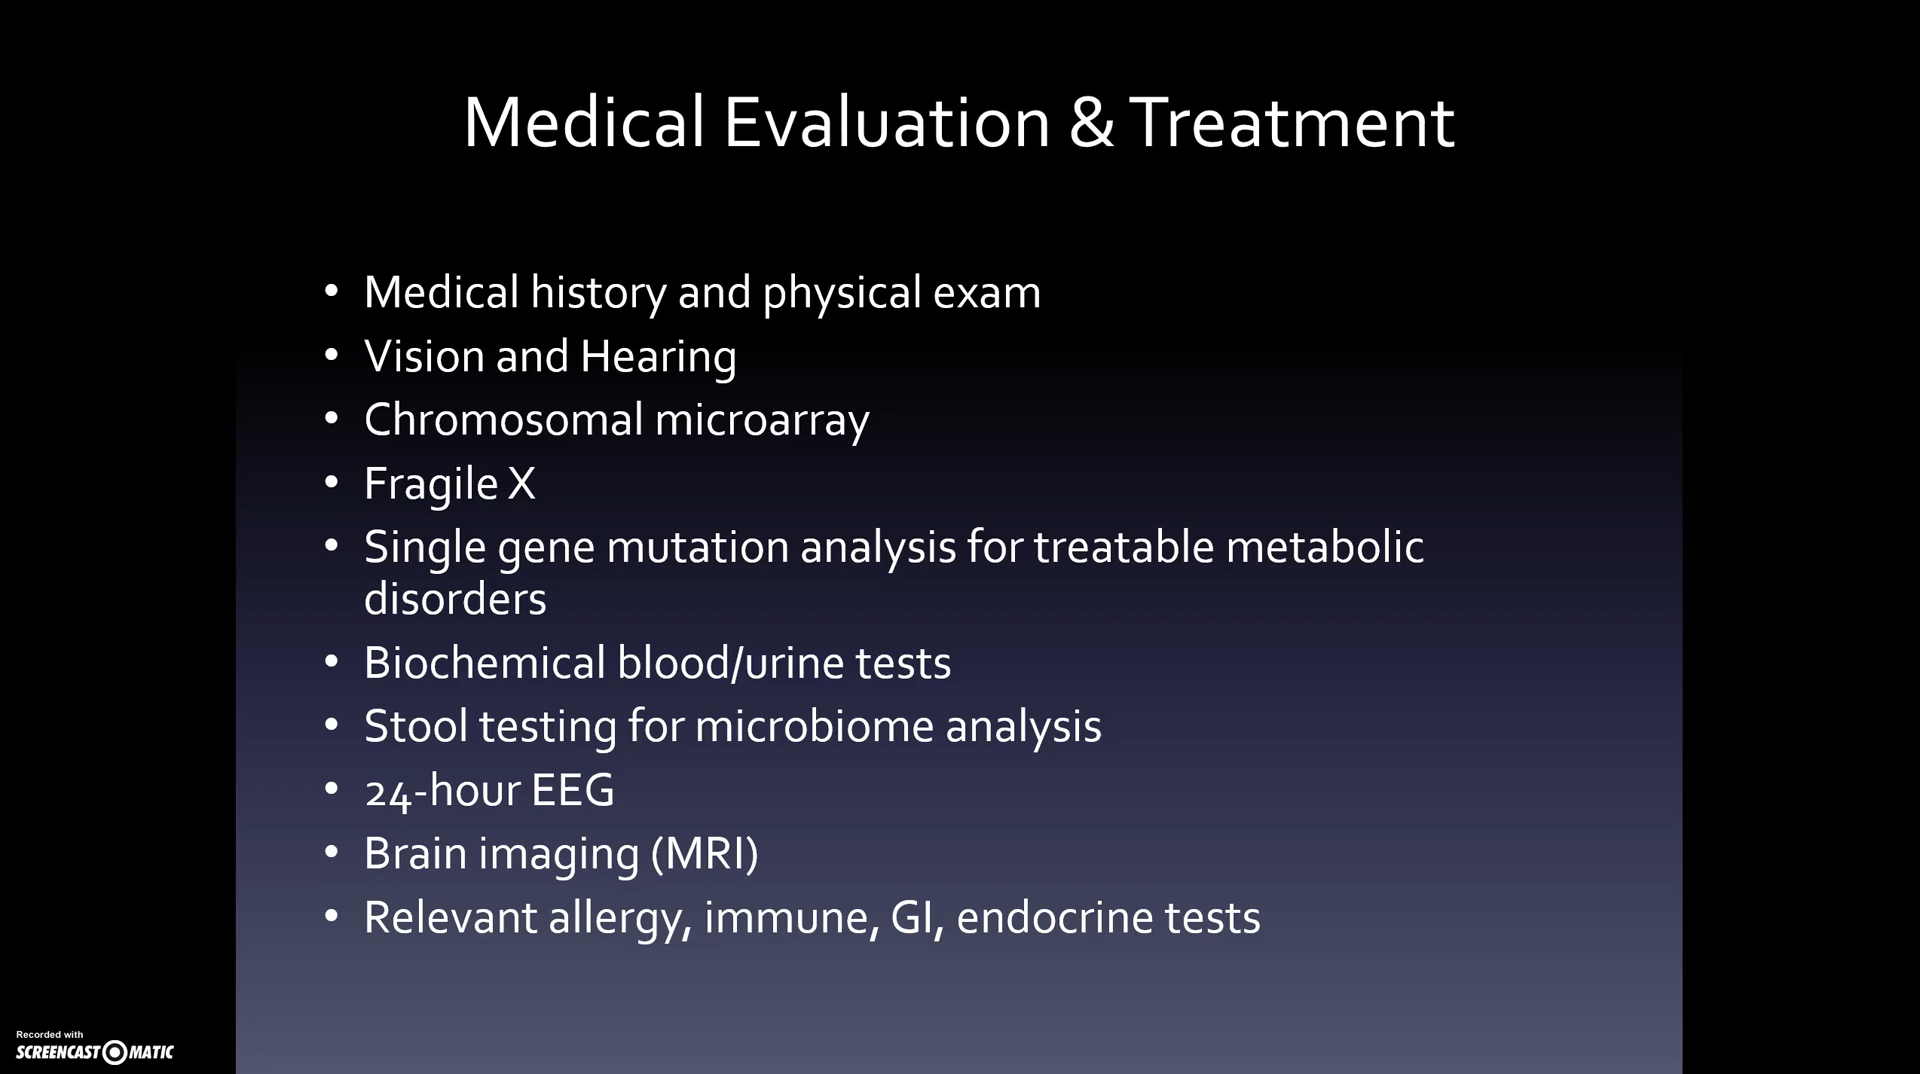 Medical Evaluation & Treatment
• Medical history and physical exam
• Vision and Hearing
• Chromosomal microarray
• Fragile X
• Single gene mutation analysis for treatable metabolic
disorders
• Biochemical blood/urine tests
• Stool testing for microbiome analysis
• 24-hour EEG
• Brain imaging (MRI)
• Relevant allergy, immune, GI, endocrine tests
Recorded with
SCREENCAST MATIC